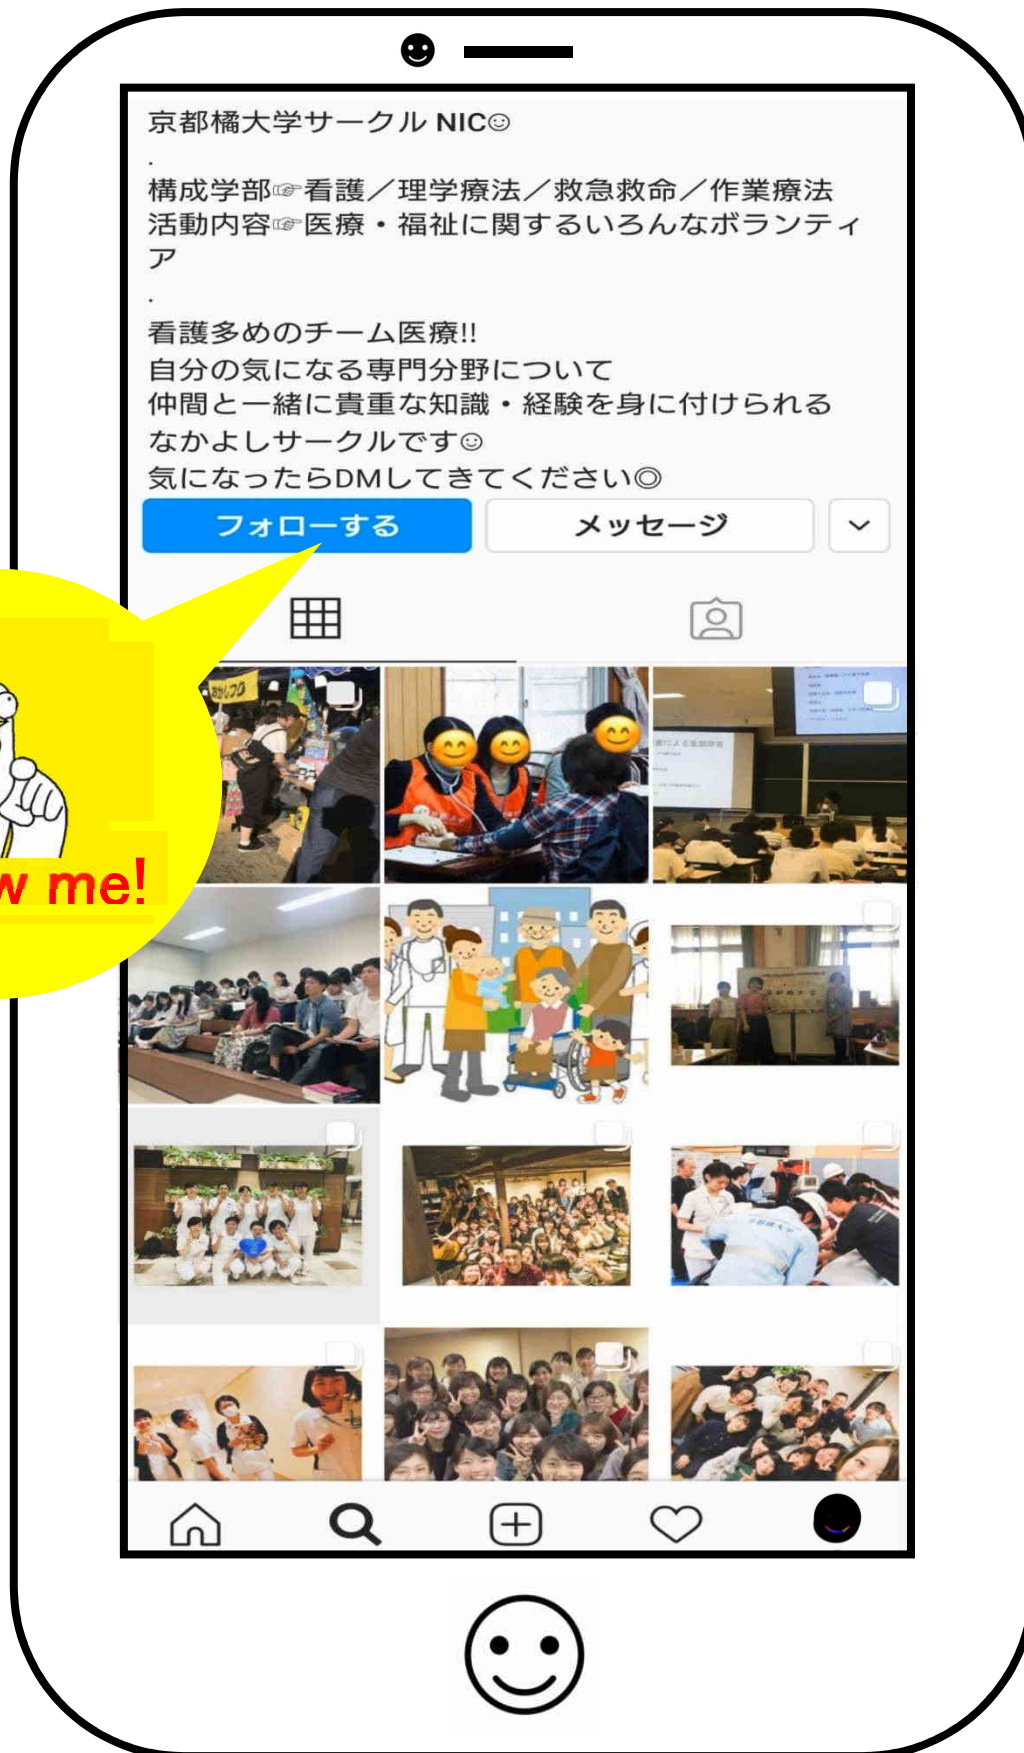 京都橘大学サークル NIC☺
.
構成学部☞看護／理学療法／救急救命／作業療法
活動内容☞医療・福祉に関するいろんなボランティ
ア
.
看護多めのチーム医療!!
自分の気になる専門分野について
仲間と一緒に貴重な知識・経験を身に付けられる
なかよしサークルです☺
気になったらDMしてきてください◎
フォローする
メッセージ
w me!